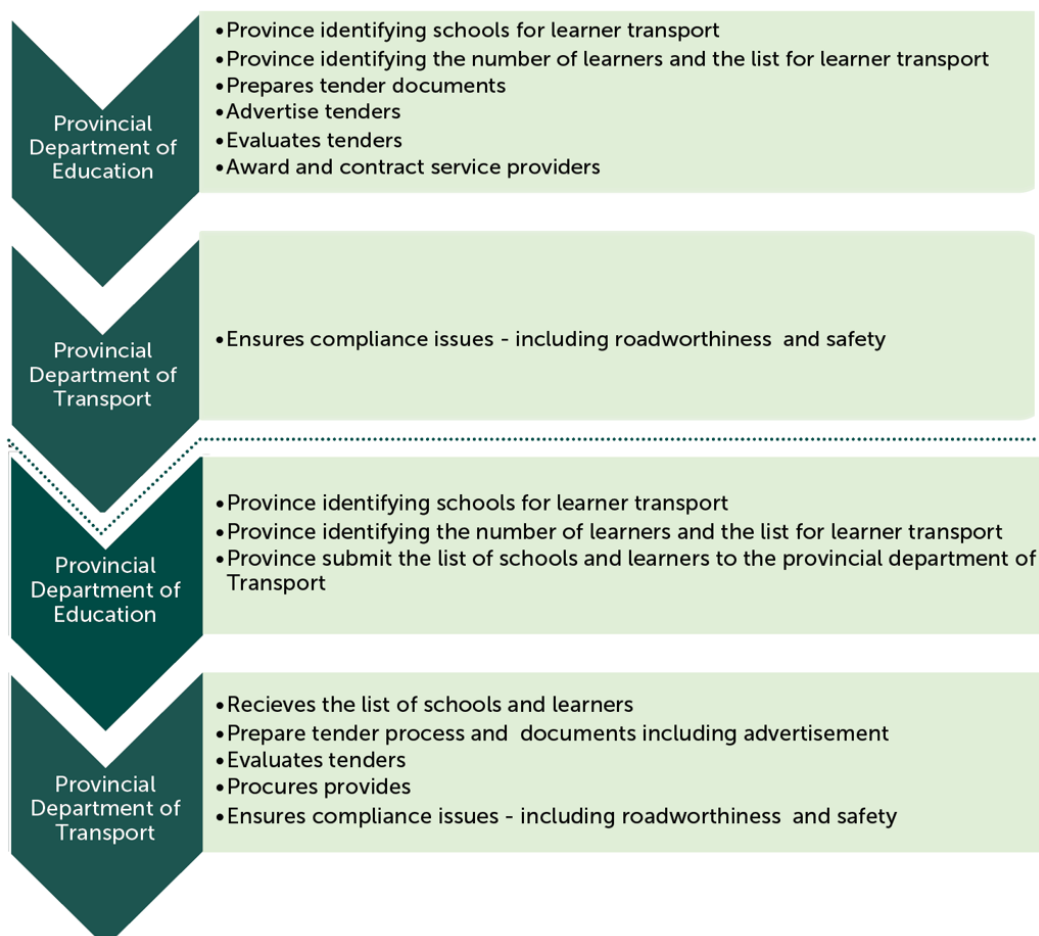 Provincial
Department of
Education
•Province identifying schools for learner transport
•Province identifying the number of learners and the list for learner transport
•Prepares tender documents
•Advertise tenders
•Evaluates tenders
•Award and contract service providers
Provincial
Department of
Transport
•Ensures compliance issues - including roadworthiness and safety
Provincial
Department of
Education
•Province identifying schools for learner transport
•Province identifying the number of learners and the list for learner transport
•Province submit the list of schools and learners to the provincial department of
Transport
Provincial
Department of
Transport
•Recieves the list of schools and learners
•Prepare tender process and documents including advertisement
•Evaluates tenders
•Procures provides
•Ensures compliance issues - including roadworthiness and safety